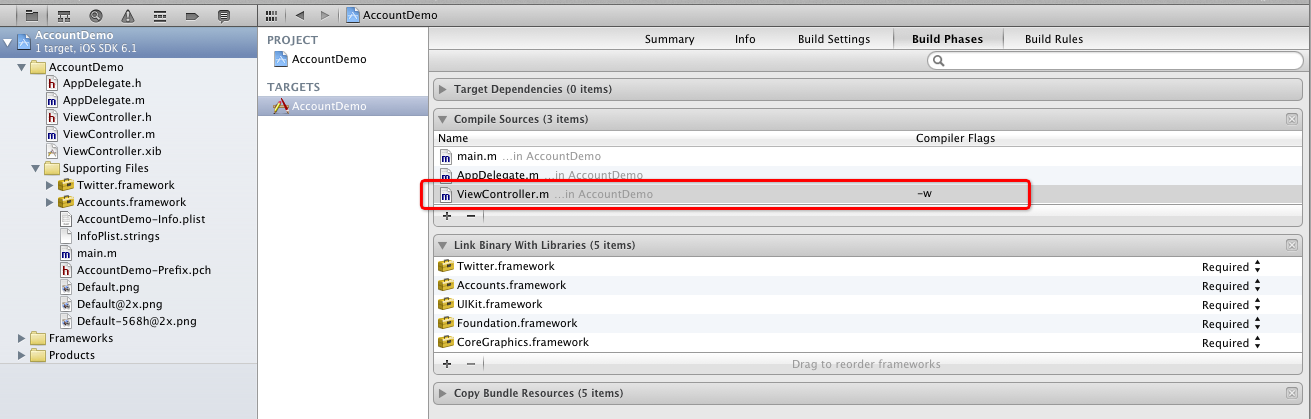 AccountDemo
AccountDemo
1 target, iOS SDK 6.1
AccountDemo
AppDelegate.h
AppDelegate.m
ViewController.h
ViewController.m
ViewController.xib
Supporting Files
Twitter.framework
Accounts.framework
AccountDemo-Info.plist
InfoPlist.strings
main.m
AccountDemo-Prefix.pch
Default.png
Default@2x.png
Default-568h@2x.png
Frameworks
Products
PROJECT
AccountDemo
TARGETS
AccountDemo
Summary Info Build Settings Build Phases Build Rules
Target Dependencies (0 items)
Compile Sources (3 items)
Name Compiler Flags
main.m ...in AccountDemo
AppDelegate.m ...in AccountDemo
ViewController.m ...in AccountDemo -w
Link Binary With Libraries (5 items)
Twitter.framework Required
Accounts.framework Required
UIKit.framework Required
Foundation.framework Required
CoreGraphics.framework Required
Drag to reorder frameworks
Copy Bundle Resources (5 items)